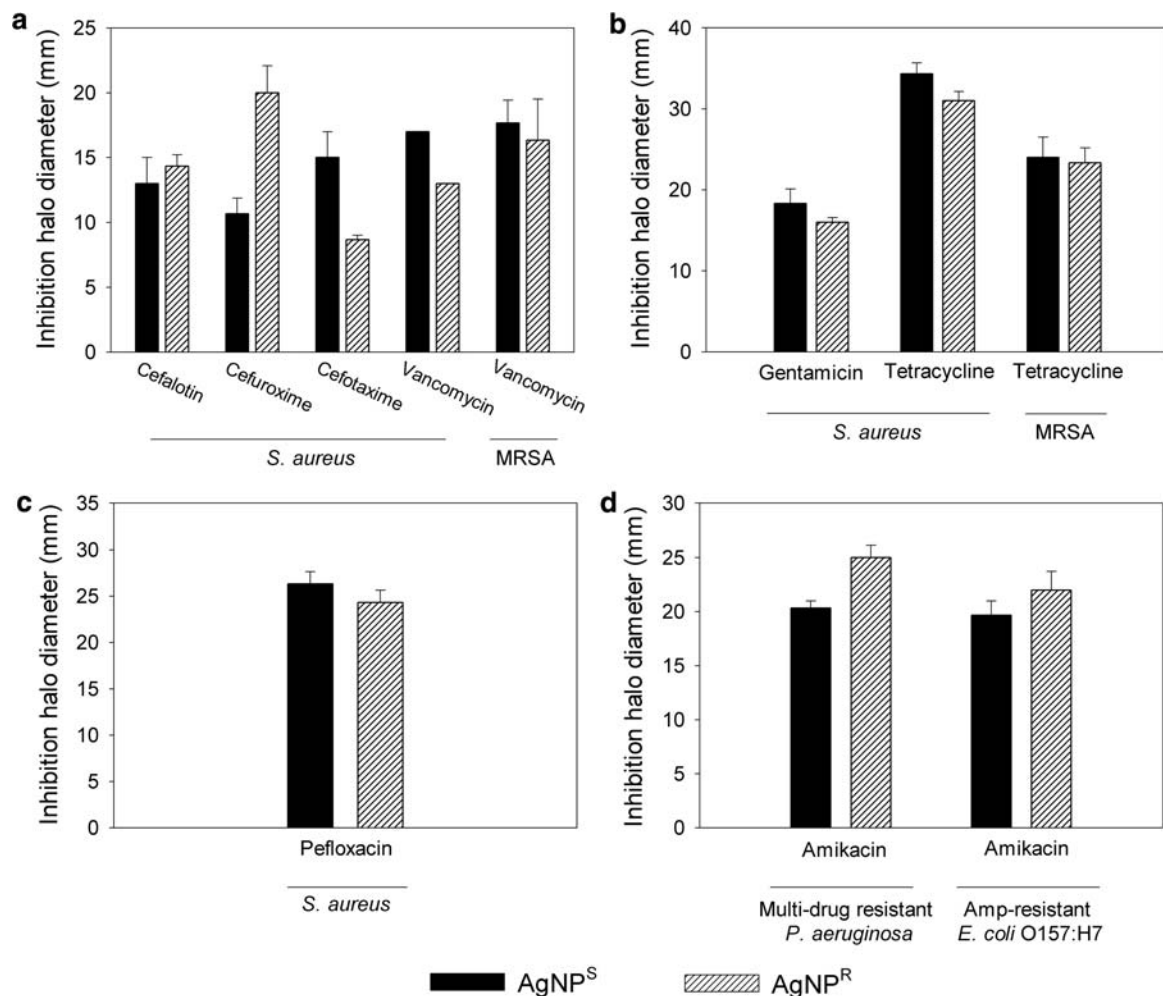 a
Inhibition halo diameter (mm)
25
20
15
10
5
0
Cefalotin
Cefuroxime
Cefotaxime
Vancomycin
Vancomycin
S. aureus
MRSA
b
Inhibition halo diameter (mm)
40
30
20
10
0
Gentamicin
Tetracycline
Tetracycline
S. aureus
MRSA
c
Inhibition halo diameter (mm)
35
30
25
20
15
10
5
0
Pefloxacin
S. aureus
d
Inhibition halo diameter (mm)
30
25
20
15
10
5
0
Amikacin
Amikacin
Multi-drug resistant
P. aeruginosa
Amp-resistant
E. coli O157:H7
AgNP^S
AgNP^R